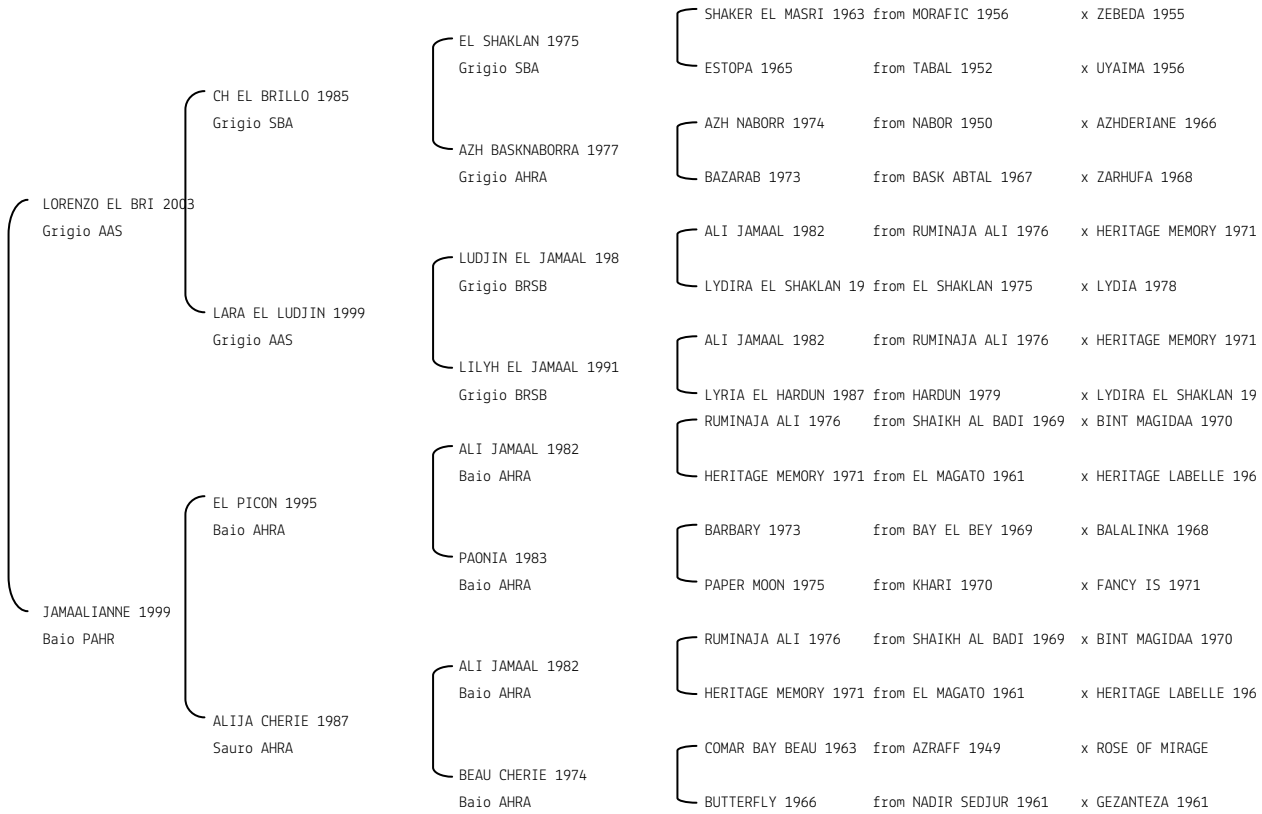 SHAKER EL MASRI 1963 from MORAFIC 1956 x ZEBEDA 1955
EL SHAKLAN 1975
Grigio SBA
ESTOPA 1965 from TABAL 1952 x UYAIMA 1956
CH EL BRILLO 1985
Grigio SBA
AZH NABORR 1974 from NABOR 1950 x AZHDERIANE 1966
AZH BASKNABORRA 1977
Grigio AHRA
BAZARAB 1973 from BASK ABTAL 1967 x ZARHUFA 1968
LORENZO EL BRI 2003
Grigio AAS
ALI JAMAAL 1982 from RUMINAJA ALI 1976 x HERITAGE MEMORY 1971
LUDJIN EL JAMAAL 198
Grigio BRSB
LYDIRA EL SHAKLAN 19 from EL SHAKLAN 1975 x LYDIA 1978
LARA EL LUDJIN 1999
Grigio AAS
ALI JAMAAL 1982 from RUMINAJA ALI 1976 x HERITAGE MEMORY 1971
LILYH EL JAMAAL 1991
Grigio BRSB
LYRIA EL HARDUN 1987 from HARDUN 1979 x LYDIRA EL SHAKLAN 19
RUMINAJA ALI 1976 from SHAIKH AL BADI 1969 x BINT MAGIDAA 1970
ALI JAMAAL 1982
Baio AHRA
HERITAGE MEMORY 1971 from EL MAGATO 1961 x HERITAGE LABELLE 196
EL PICON 1995
Baio AHRA
BARBARY 1973 from BAY EL BEY 1969 x BALALINKA 1968
PAONIA 1983
Baio AHRA
PAPER MOON 1975 from KHARI 1970 x FANCY IS 1971
JAMAALIANNE 1999
Baio PAHR
RUMINAJA ALI 1976 from SHAIKH AL BADI 1969 x BINT MAGIDAA 1970
ALI JAMAAL 1982
Baio AHRA
HERITAGE MEMORY 1971 from EL MAGATO 1961 x HERITAGE LABELLE 196
ALIJA CHERIE 1987
Sauro AHRA
COMAR BAY BEAU 1963 from AZRAFF 1949 x ROSE OF MIRAGE
BEAU CHERIE 1974
Baio AHRA
BUTTERFLY 1966 from NADIR SEDJUR 1961 x GEZANTEZA 1961